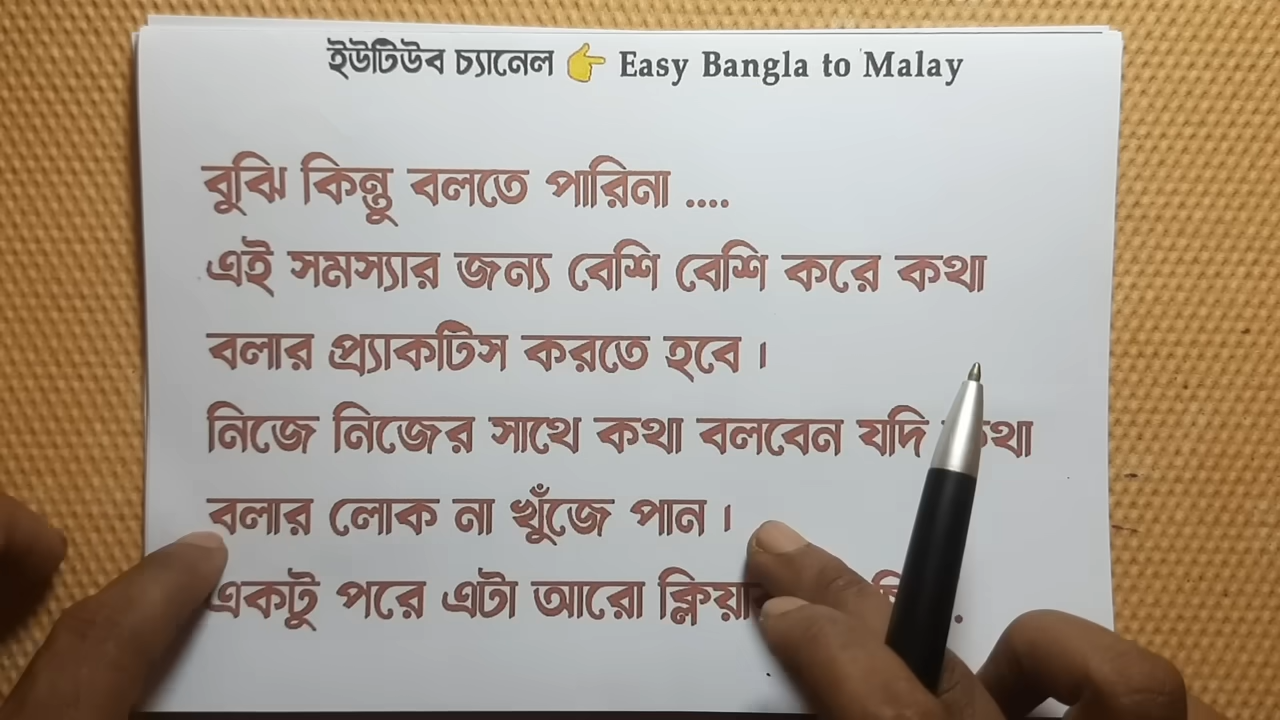 ইউটিউব চ্যানেল 👉 Easy Bangla to Malay
বুঝি কিন্তু বলতে পারিনা ....
এই সমস্যার জন্য বেশি বেশি করে কথা
বলার প্র্যাকটিস করতে হবে ।
নিজে নিজের সাথে কথা বলবেন যদি কথা
বলার লোক না খুঁজে পান ।
একটু পরে এটা আরো